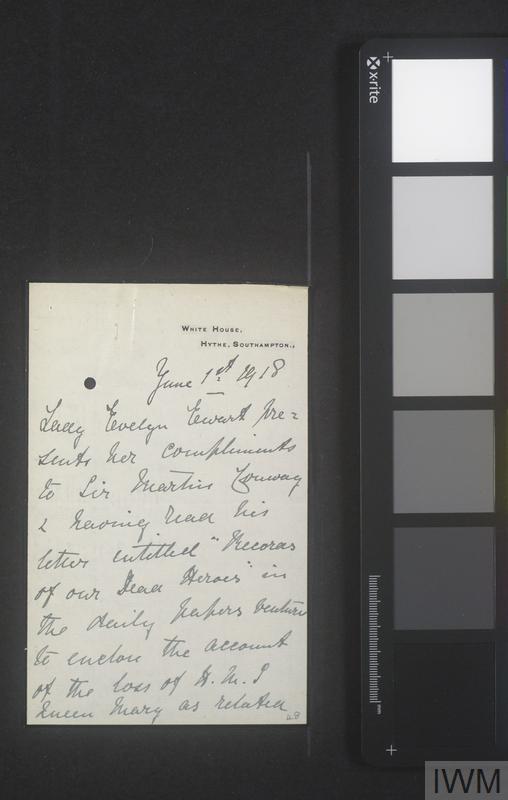 WHITE HOUSE,
HYTHE, SOUTHAMPTON.
June 1st 1918
Lady Evelyn Ewart pre=
sents her compliments
to Sir Martin Conway
& having read his
letter entitled "Records
of our Dead Heroes" in
the daily papers venture
to enclose the account
of the loss of H.M.S
Queen Mary as related
x-rite
mm
IWM